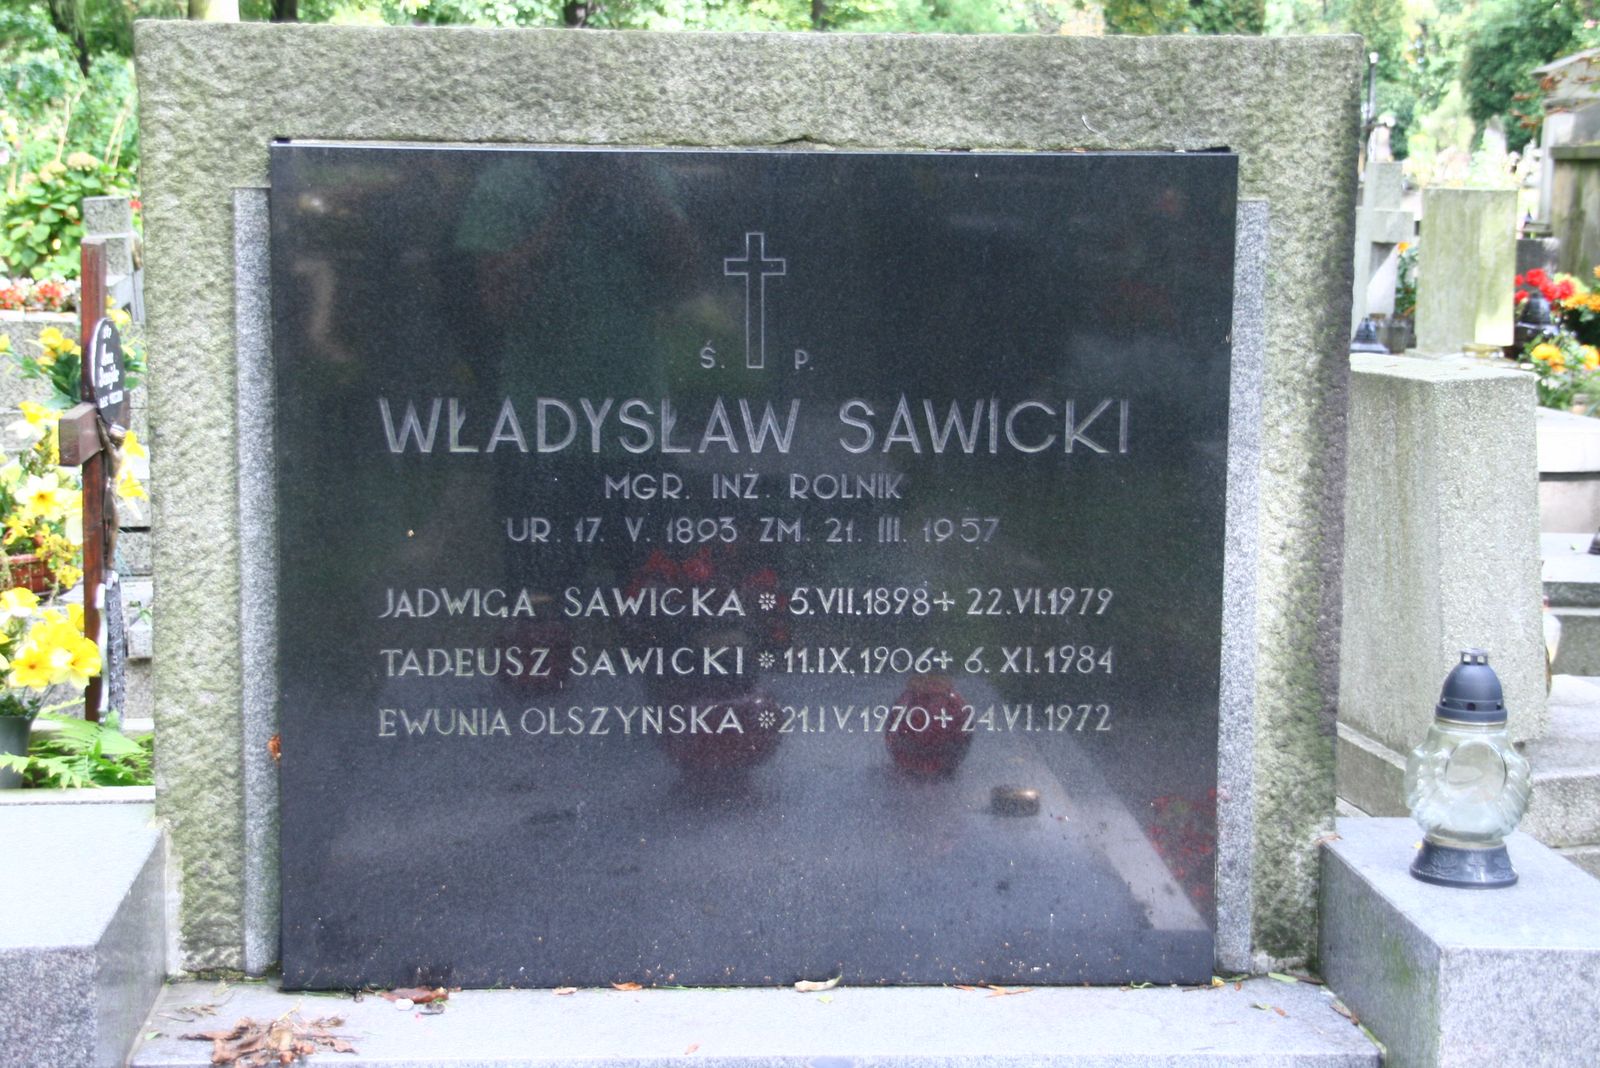 Ś. P.
WŁADYSŁAW SAWICKI
MGR. INŻ. ROLNIK
UR. 17. V. 1893 ZM. 21. III. 1957
JADWIGA SAWICKA * 5.VII.1898 + 22.VI.1979
TADEUSZ SAWICKI * 11.IX.1906 + 6.XI.1984
EWUNIA OLSZYŃSKA * 21.IV.1970 + 24.VI.1972